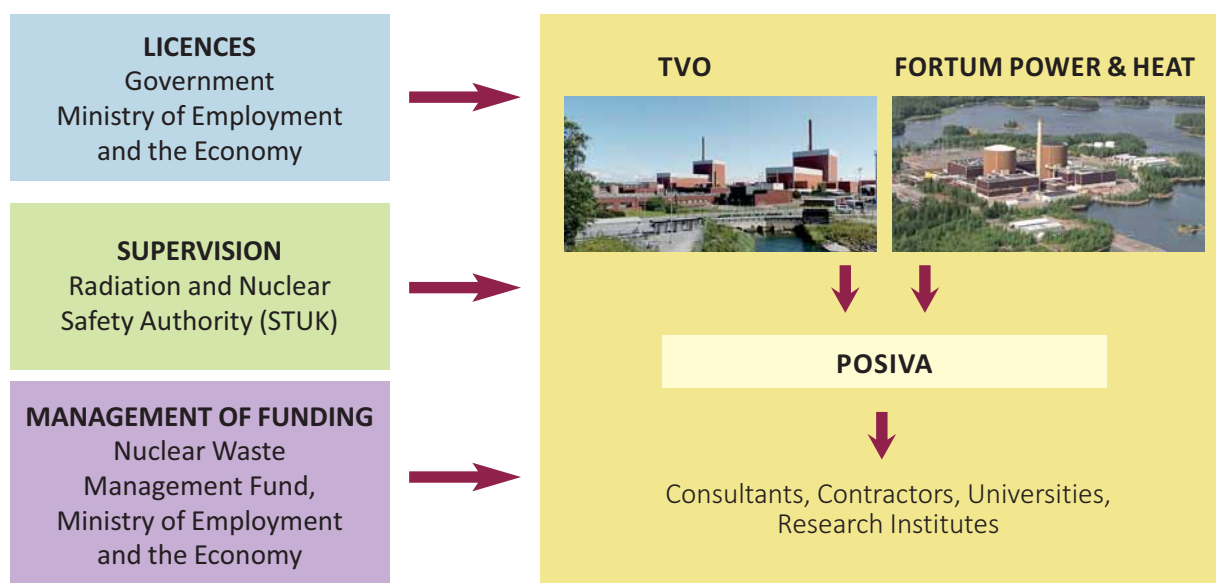 LICENCES
Government
Ministry of Employment
and the Economy
SUPERVISION
Radiation and Nuclear
Safety Authority (STUK)
MANAGEMENT OF FUNDING
Nuclear Waste
Management Fund,
Ministry of Employment
and the Economy
TVO
FORTUM POWER & HEAT
POSIVA
Consultants, Contractors, Universities,
Research Institutes